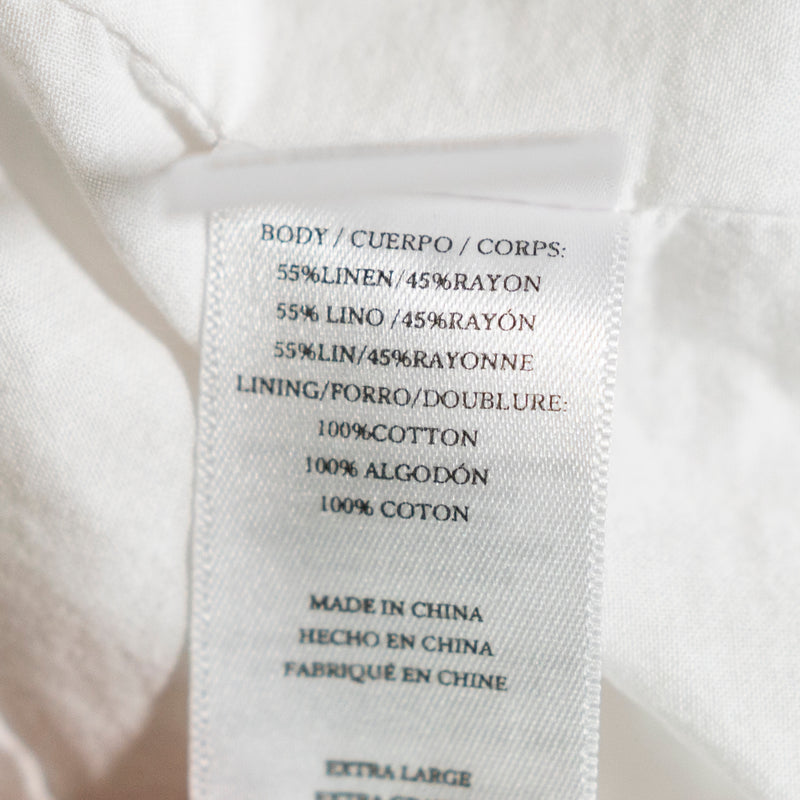 BODY / CUERPO / CORPS:
55%LINEN/45%RAYON
55% LINO /45%RAYÓN
55%LIN/45%RAYONNE
LINING/FORRO/DOUBLURE:
100%COTTON
100% ALGODÓN
100% COTON
MADE IN CHINA
HECHO EN CHINA
FABRIQUÉ EN CHINE
EXTRA LARGE
EXTRA